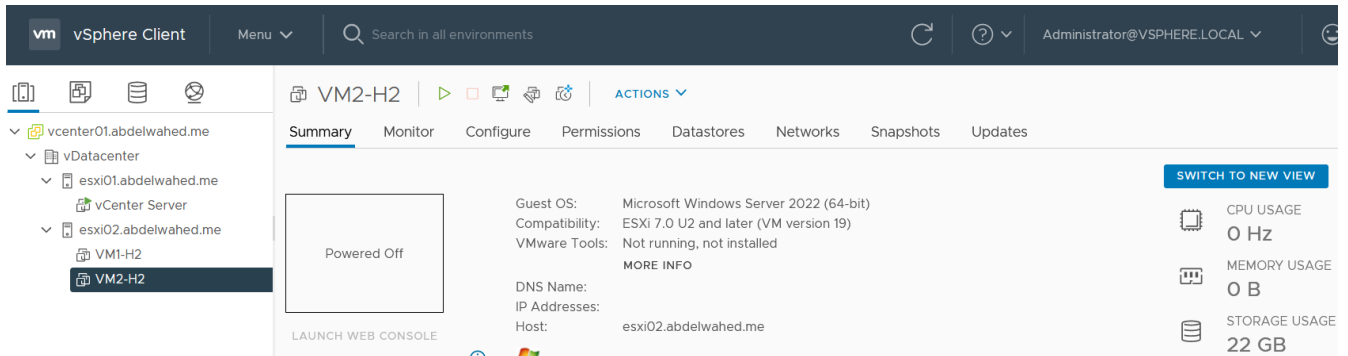 vm vSphere Client Menu Search in all environments Administrator@VSPHERE.LOCAL
vcenter01.abdelwahed.me
vDatacenter
esxi01.abdelwahed.me
vCenter Server
esxi02.abdelwahed.me
VM1-H2
VM2-H2
VM2-H2 ACTIONS
Summary Monitor Configure Permissions Datastores Networks Snapshots Updates
Powered Off
LAUNCH WEB CONSOLE
Guest OS: Microsoft Windows Server 2022 (64-bit)
Compatibility: ESXi 7.0 U2 and later (VM version 19)
VMware Tools: Not running, not installed
MORE INFO
DNS Name:
IP Addresses:
Host: esxi02.abdelwahed.me
SWITCH TO NEW VIEW
CPU USAGE
0 Hz
MEMORY USAGE
0 B
STORAGE USAGE
22 GB